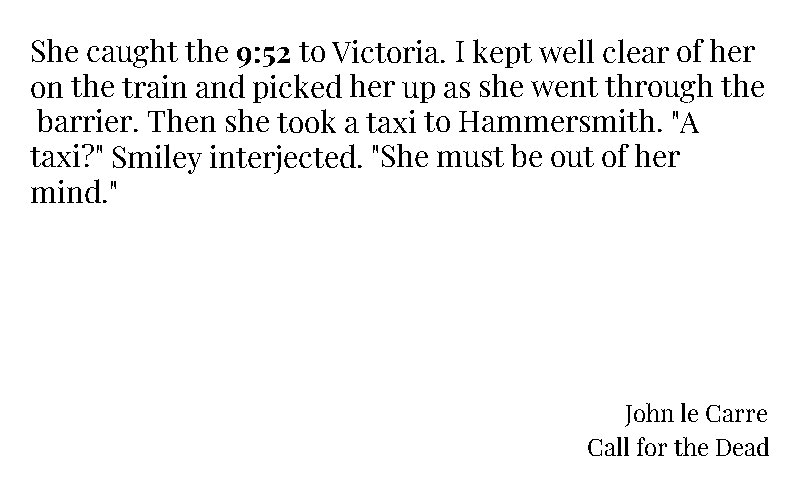 She caught the 9:52 to Victoria. I kept well clear of her
on the train and picked her up as she went through the
barrier. Then she took a taxi to Hammersmith. "A
taxi?" Smiley interjected. "She must be out of her
mind."
John le Carre
Call for the Dead